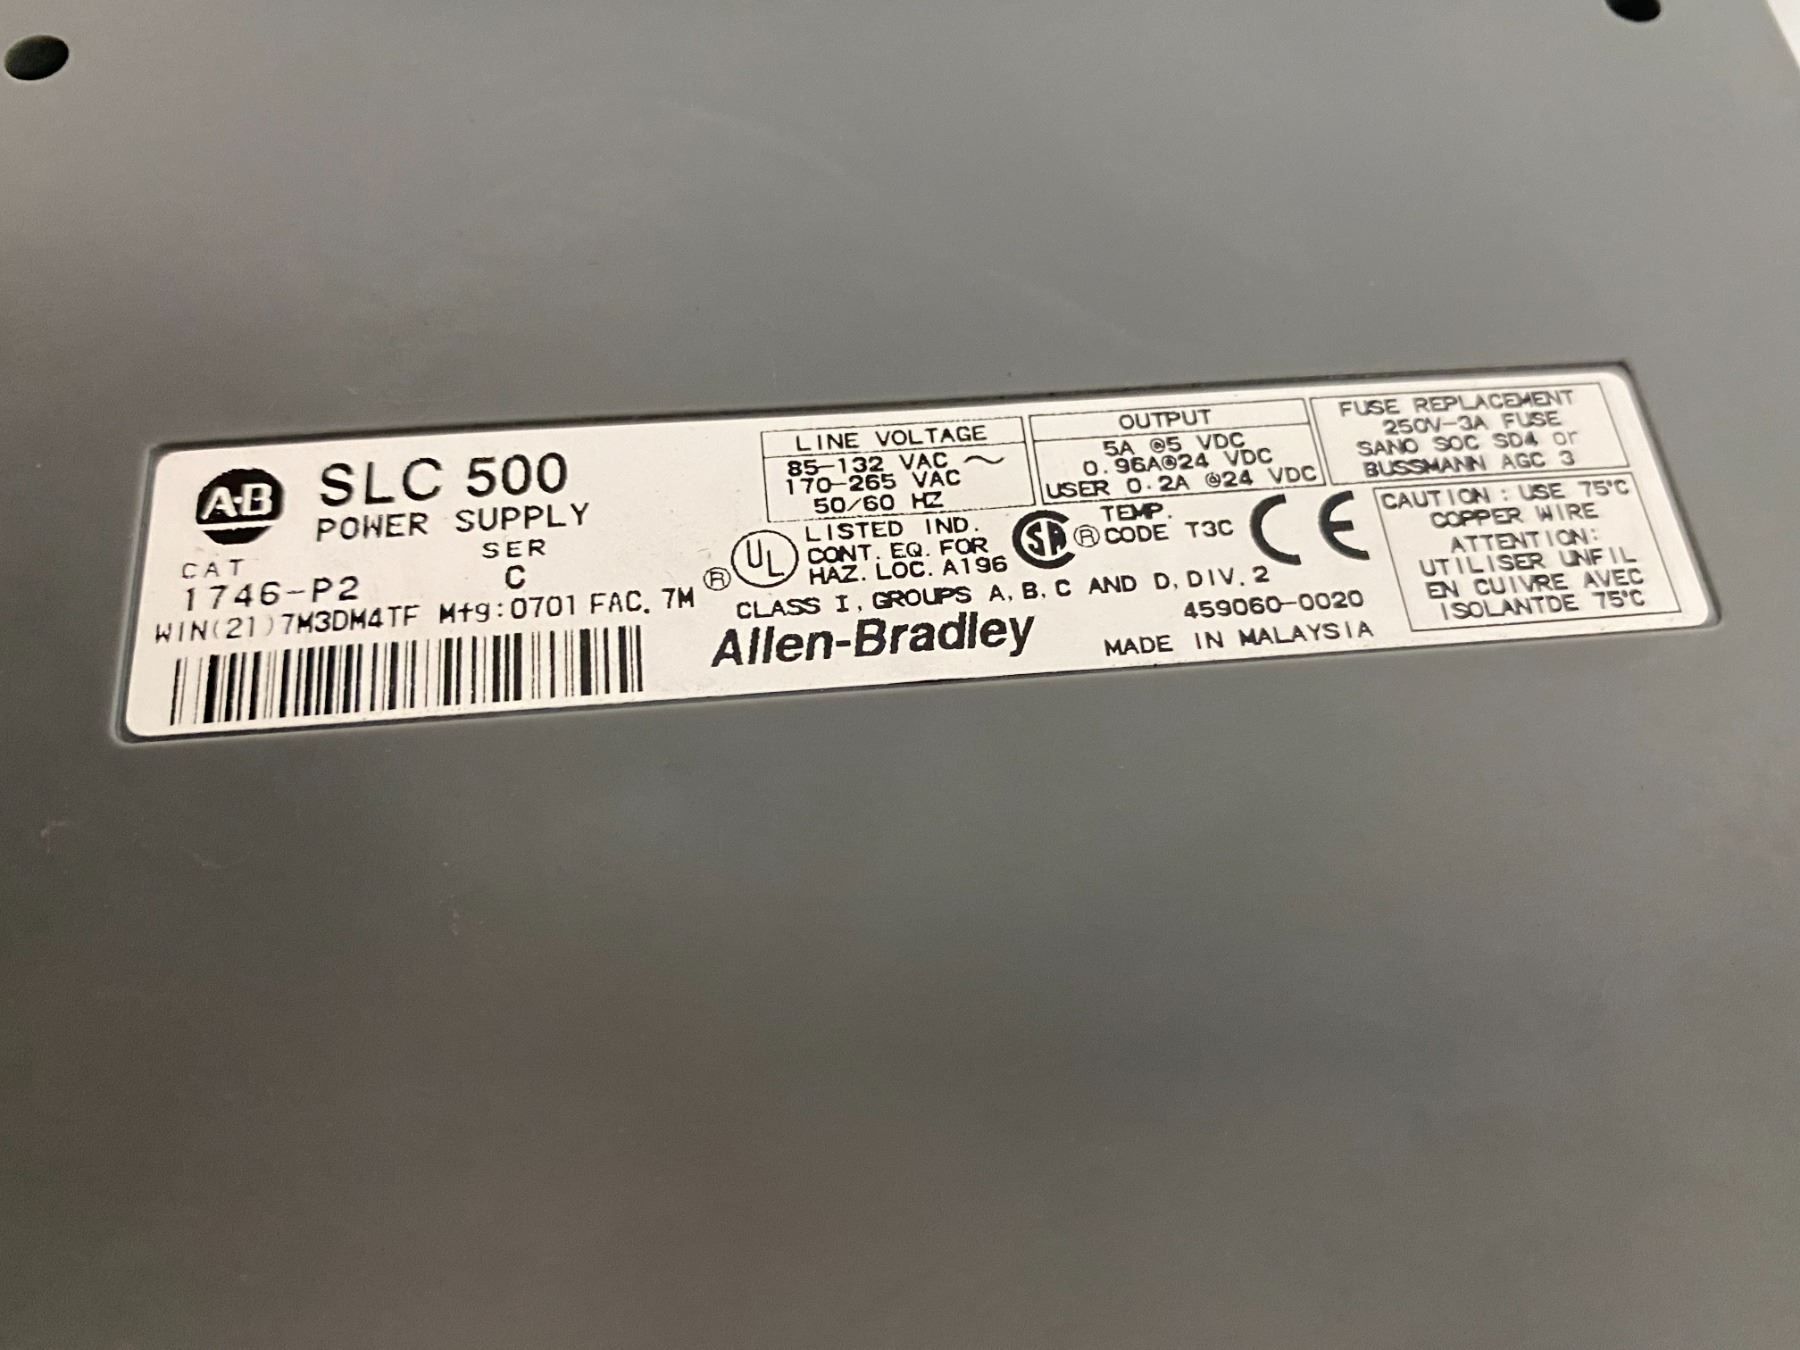 A-B
SLC 500
POWER SUPPLY
CAT
1746-P2
SER
C
WIN(21)7M3DM4TF Mfg:0701 FAC. 7M
LINE VOLTAGE
85-132 VAC ~
170-265 VAC
50/60 HZ
OUTPUT
5A @5 VDC
0.96A@24 VDC
USER 0.2A @24 VDC
FUSE REPLACEMENT
250V-3A FUSE
SANO SOC SD4 or
BUSSMANN AGC 3
® UL
LISTED IND.
CONT. EQ. FOR
HAZ. LOC. A196
SA ®
TEMP.
CODE T3C
CE
CLASS I, GROUPS A, B, C AND D, DIV. 2
Allen-Bradley
459060-0020
MADE IN MALAYSIA
CAUTION: USE 75°C
COPPER WIRE
ATTENTION:
UTILISER UNFIL
EN CUIVRE AVEC
ISOLANTDE 75°C